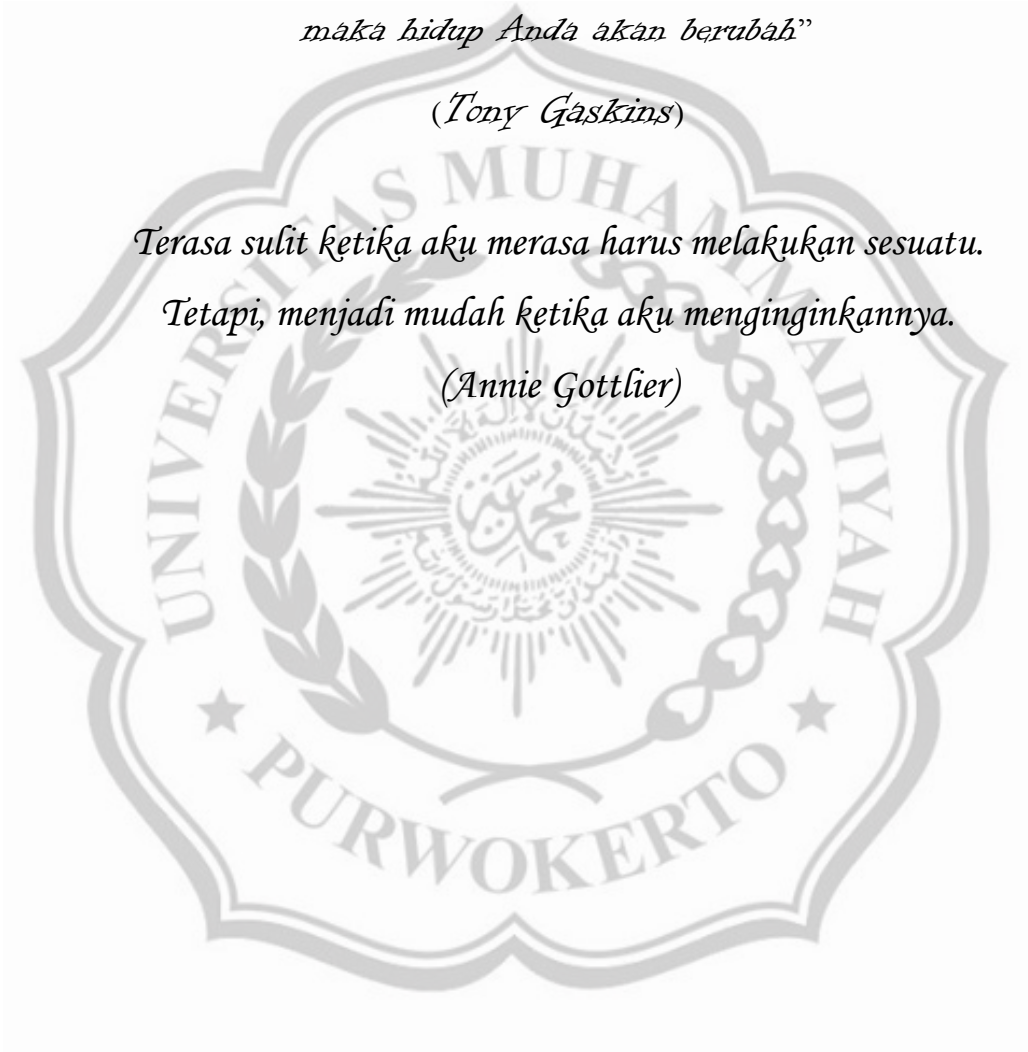 maka hidup Anda akan berubah”
(Tony Gaskins)
Terasa sulit ketika aku merasa harus melakukan sesuatu.
Tetapi, menjadi mudah ketika aku menginginkannya.
(Annie Gottlier)
UNIVERSITAS MUHAMMADIYAH
PURWOKERTO